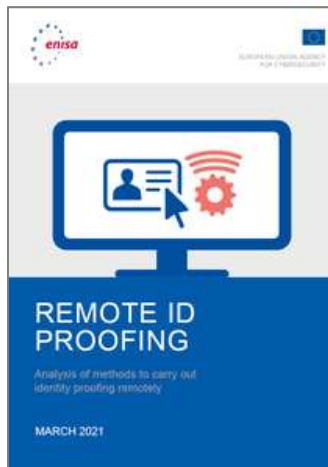 enisa
EUROPEAN UNION AGENCY
FOR CYBERSECURITY
REMOTE ID
PROOFING
Analysis of methods to carry out
identity proofing remotely
MARCH 2021